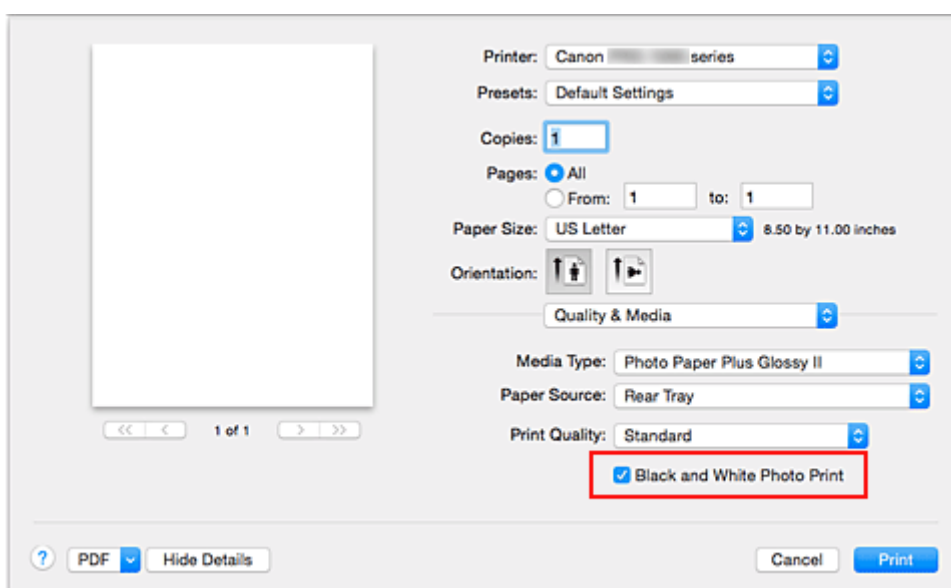 Printer: Canon series
Presets: Default Settings
Copies: 1
Pages: All
From: 1 to: 1
Paper Size: US Letter 8.50 by 11.00 inches
Orientation:
Quality & Media
Media Type: Photo Paper Plus Glossy II
Paper Source: Rear Tray
<< < 1 of 1 > >>
Print Quality: Standard
Black and White Photo Print
? PDF Hide Details Cancel Print